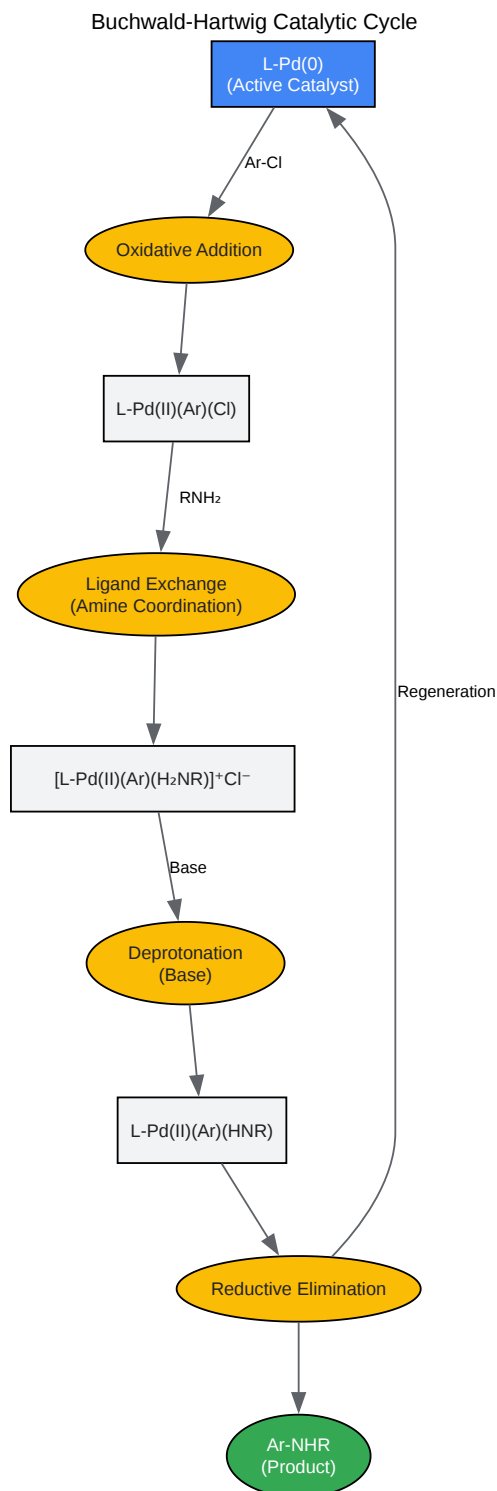 Buchwald-Hartwig Catalytic Cycle
L-Pd(0)
(Active Catalyst)
Ar-Cl
Oxidative Addition
L-Pd(II)(Ar)(Cl)
RNH₂
Ligand Exchange
(Amine Coordination)
Regeneration
[L-Pd(II)(Ar)(H₂NR)]⁺Cl⁻
Base
Deprotonation
(Base)
L-Pd(II)(Ar)(HNR)
Reductive Elimination
Ar-NHR
(Product)